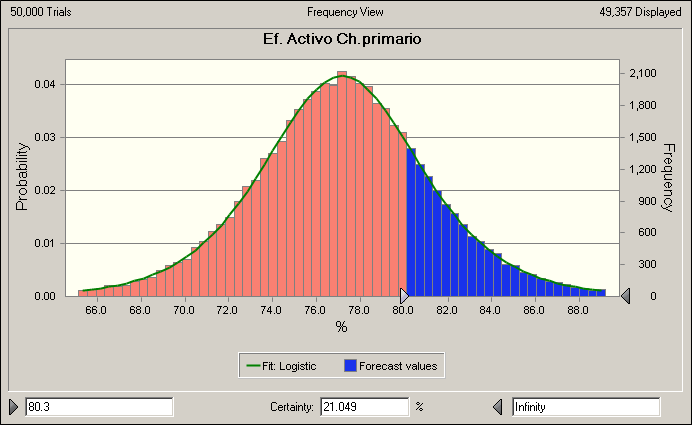 50,000 Trials
Frequency View
49,357 Displayed
Ef. Activo Ch.primario
Probability
0.04
0.03
0.02
0.01
0.00
2,100
1,800
1,500
1,200
900
600
300
0
Frequency
66.0 68.0 70.0 72.0 74.0 76.0 78.0 80.0 82.0 84.0 86.0 88.0
%
Fit: Logistic
Forecast values
80.3
Certainty: 21.049 %
Infinity